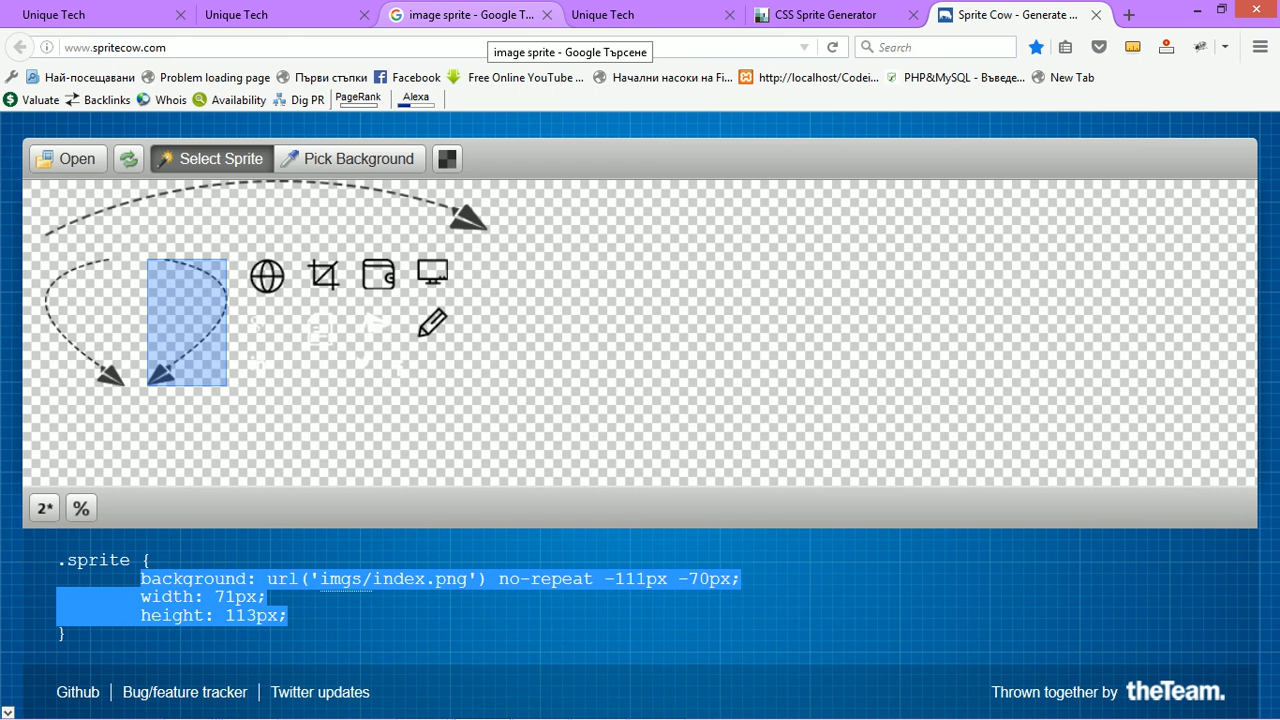 Unique Tech
Unique Tech
image sprite - Google T...
Unique Tech
CSS Sprite Generator
Sprite Cow - Generate ...
www.spritecow.com
image sprite - Google Търсене
Search
Най-посещавани
Problem loading page
Първи стъпки
Facebook
Free Online YouTube ...
Начални насоки на Fi...
http://localhost/Codei...
PHP&MySQL - Въведе...
New Tab
Valuate
Backlinks
Whois
Availability
Dig PR
PageRank
Alexa
Open
Select Sprite
Pick Background
2*
%
.sprite {
background: url('imgs/index.png') no-repeat -111px -70px;
width: 71px;
height: 113px;
}
Github
Bug/feature tracker
Twitter updates
Thrown together by theTeam.